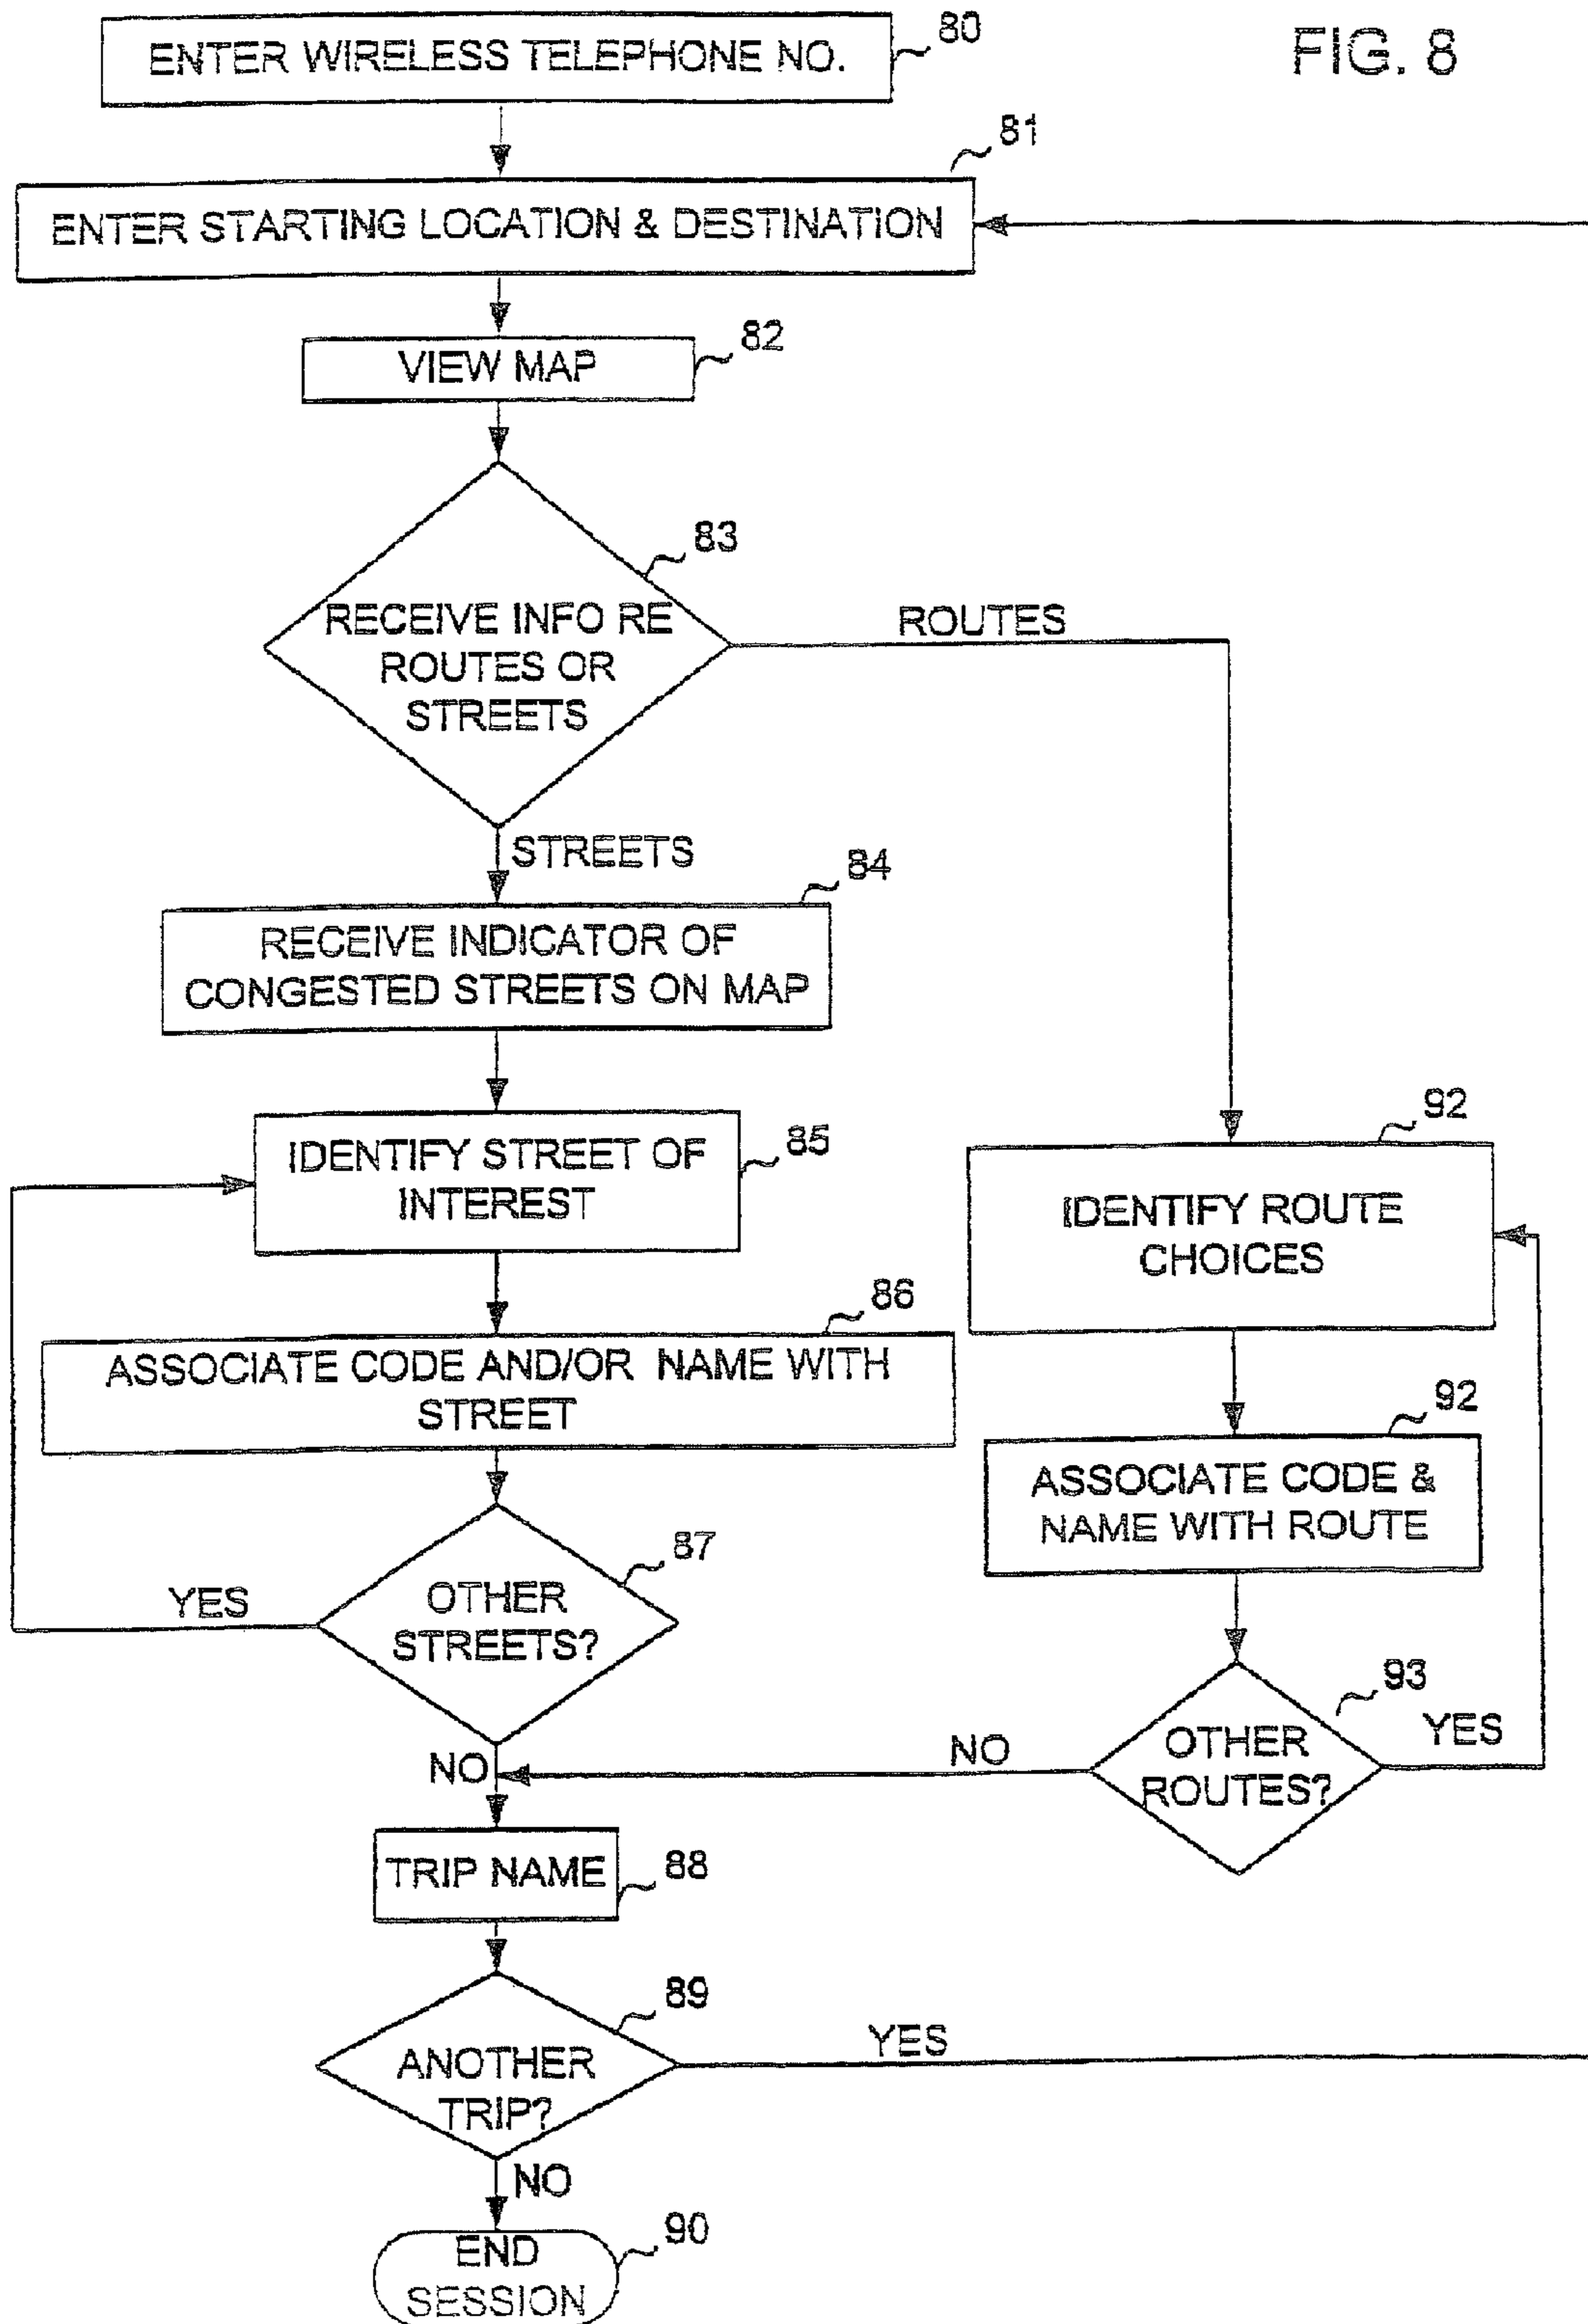 FIG. 8
80
ENTER WIRELESS TELEPHONE NO.
81
ENTER STARTING LOCATION & DESTINATION
82
VIEW MAP
83
RECEIVE INFO RE
ROUTES OR
STREETS
ROUTES
STREETS
84
RECEIVE INDICATOR OF
CONGESTED STREETS ON MAP
85
IDENTIFY STREET OF
INTEREST
92
IDENTIFY ROUTE
CHOICES
86
ASSOCIATE CODE AND/OR NAME WITH
STREET
92
ASSOCIATE CODE &
NAME WITH ROUTE
87
OTHER
STREETS?
YES
NO
93
OTHER
ROUTES?
YES
NO
TRIP NAME
88
89
ANOTHER
TRIP?
YES
NO
90
END
SESSION